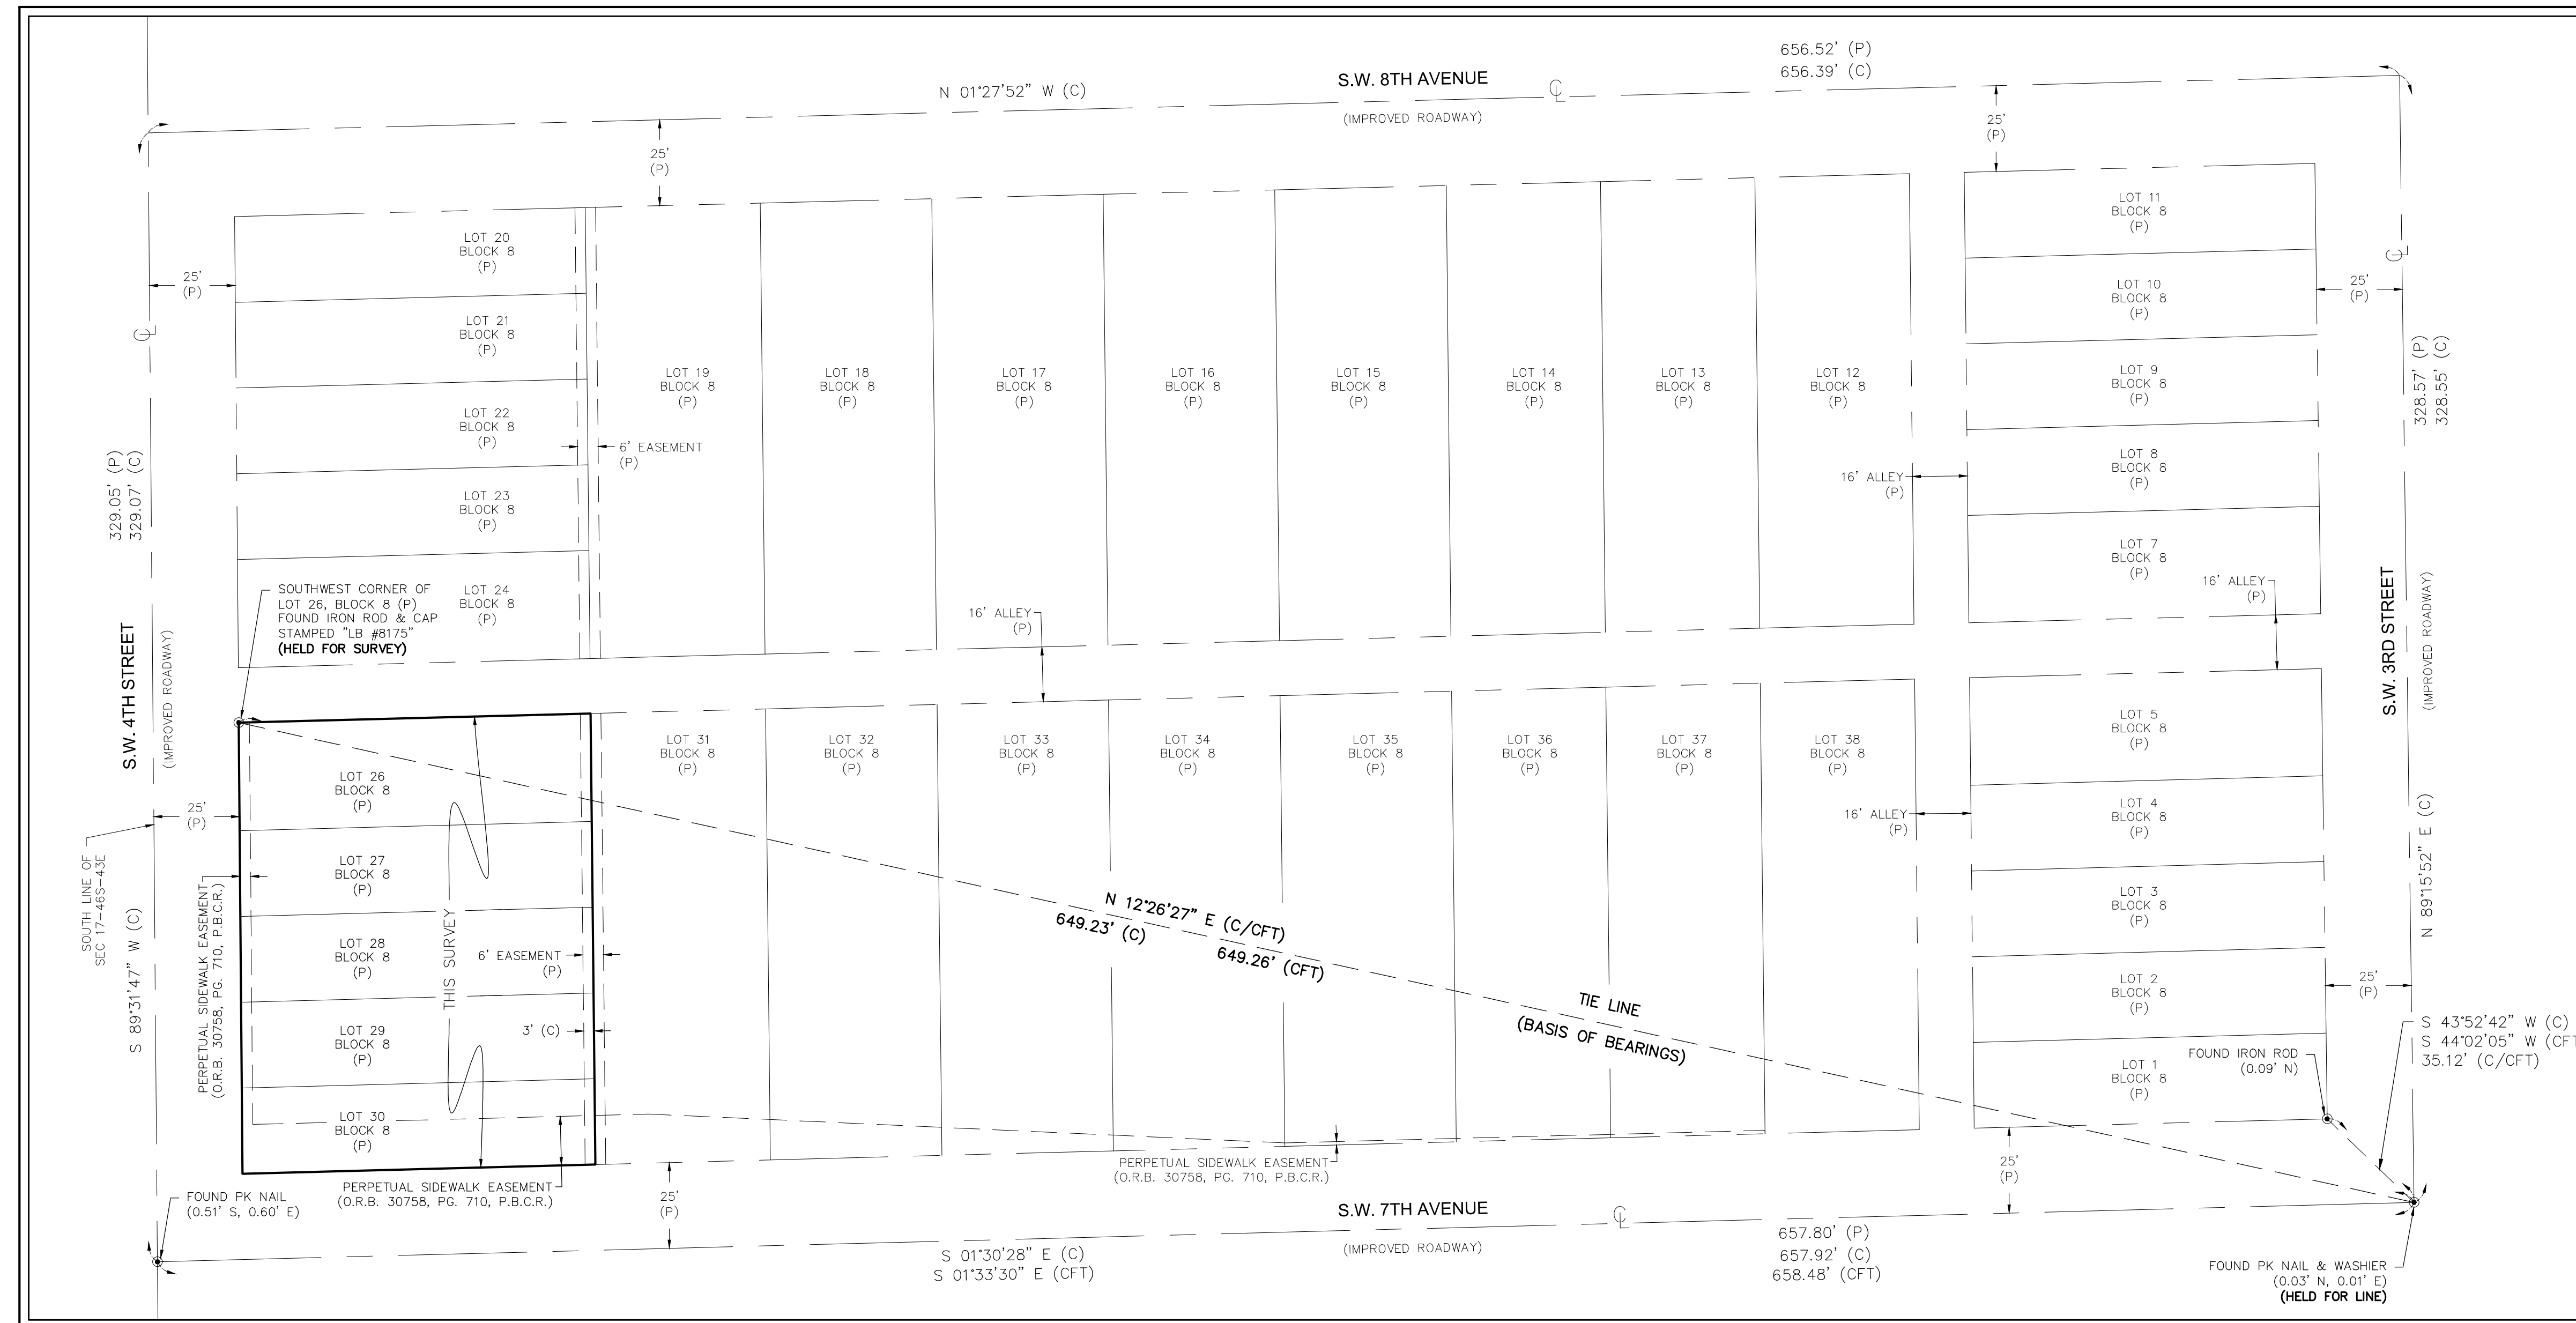 656.52' (P)
656.39' (C)
S.W. 8TH AVENUE
N 01°27'52" W (C)
(IMPROVED ROADWAY)
℄
25'
(P)
25'
(P)
LOT 20
BLOCK 8
(P)
LOT 21
BLOCK 8
(P)
LOT 22
BLOCK 8
(P)
LOT 23
BLOCK 8
(P)
LOT 24
BLOCK 8
(P)
25'
(P)
℄
6' EASEMENT
(P)
LOT 19
BLOCK 8
(P)
LOT 18
BLOCK 8
(P)
LOT 17
BLOCK 8
(P)
LOT 16
BLOCK 8
(P)
LOT 15
BLOCK 8
(P)
LOT 14
BLOCK 8
(P)
LOT 13
BLOCK 8
(P)
LOT 12
BLOCK 8
(P)
LOT 11
BLOCK 8
(P)
LOT 10
BLOCK 8
(P)
LOT 9
BLOCK 8
(P)
LOT 8
BLOCK 8
(P)
LOT 7
BLOCK 8
(P)
25'
(P)
℄
328.57' (P)
328.55' (C)
16' ALLEY
(P)
16' ALLEY
(P)
16' ALLEY
(P)
329.05' (P)
329.07' (C)
S.W. 4TH STREET
(IMPROVED ROADWAY)
SOUTHWEST CORNER OF
LOT 26, BLOCK 8 (P)
FOUND IRON ROD & CAP
STAMPED "LB #8175"
(HELD FOR SURVEY)
S.W. 3RD STREET
(IMPROVED ROADWAY)
25'
(P)
SOUTH LINE OF
SEC 17-46S-43E
S 89°31'47" W (C)
PERPETUAL SIDEWALK EASEMENT
(O.R.B. 30758, PG. 710, P.B.C.R.)
LOT 26
BLOCK 8
(P)
LOT 27
BLOCK 8
(P)
LOT 28
BLOCK 8
(P)
LOT 29
BLOCK 8
(P)
LOT 30
BLOCK 8
(P)
THIS SURVEY
6' EASEMENT
(P)
3' (C)
LOT 31
BLOCK 8
(P)
LOT 32
BLOCK 8
(P)
LOT 33
BLOCK 8
(P)
LOT 34
BLOCK 8
(P)
LOT 35
BLOCK 8
(P)
LOT 36
BLOCK 8
(P)
LOT 37
BLOCK 8
(P)
LOT 38
BLOCK 8
(P)
16' ALLEY
(P)
LOT 5
BLOCK 8
(P)
LOT 4
BLOCK 8
(P)
LOT 3
BLOCK 8
(P)
LOT 2
BLOCK 8
(P)
LOT 1
BLOCK 8
(P)
N 89°15'52" E (C)
25'
(P)
N 12°26'27" E (C/CFT)
649.23' (C)
649.26' (CFT)
TIE LINE
(BASIS OF BEARINGS)
S 43°52'42" W (C)
S 44°02'05" W (CFT
35.12' (C/CFT)
FOUND IRON ROD
(0.09' N)
FOUND PK NAIL
(0.51' S, 0.60' E)
PERPETUAL SIDEWALK EASEMENT
(O.R.B. 30758, PG. 710, P.B.C.R.)
25'
(P)
PERPETUAL SIDEWALK EASEMENT
(O.R.B. 30758, PG. 710, P.B.C.R.)
25'
(P)
S.W. 7TH AVENUE
℄
(IMPROVED ROADWAY)
S 01°30'28" E (C)
S 01°33'30" E (CFT)
657.80' (P)
657.92' (C)
658.48' (CFT)
FOUND PK NAIL & WASHIER
(0.03' N, 0.01' E)
(HELD FOR LINE)